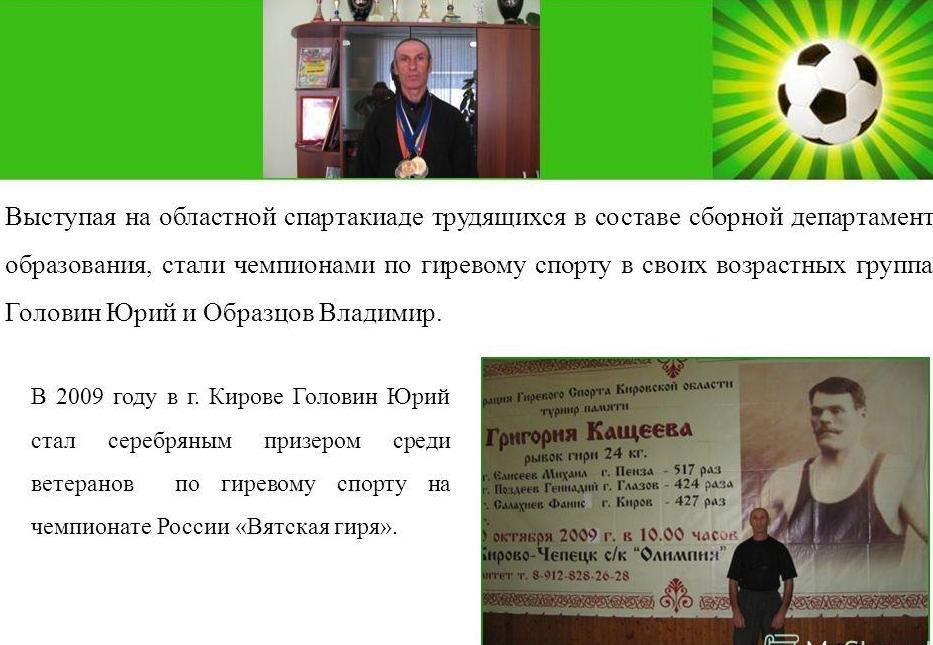 Выступая на областной спартакиаде трудящихся в составе сборной департамент
образования, стали чемпионами по гиревому спорту в своих возрастных группа
Головин Юрий и Образцов Владимир.
В 2009 году в г. Кирове Головин Юрий
стал серебряным призером среди
ветеранов по гиревому спорту на
чемпионате России «Вятская гиря».
рация Гиревого Спорта Кировской области
турнир памяти
Григория Кащеева
рывок гири 24 кг.
г. Елисеев Михаил г. Пенза - 517 раз
г. Поздеев Геннадий г. Глазов - 424 раза
г. Салахиев Фанис г. Киров - 427 раз
октября 2009 г. в 10.00 часов
Кирово-Чепецк с/к “Олимпия”
т. 8-912-828-26-28